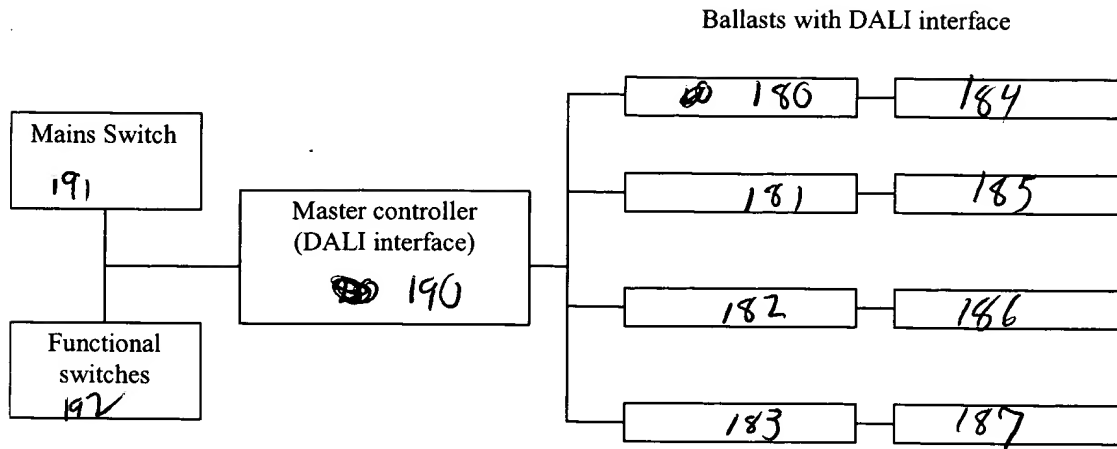 Ballasts with DALI interface
180
184
Mains Switch
191
181
185
Master controller
(DALI interface)
190
182
186
Functional
switches
192
183
187